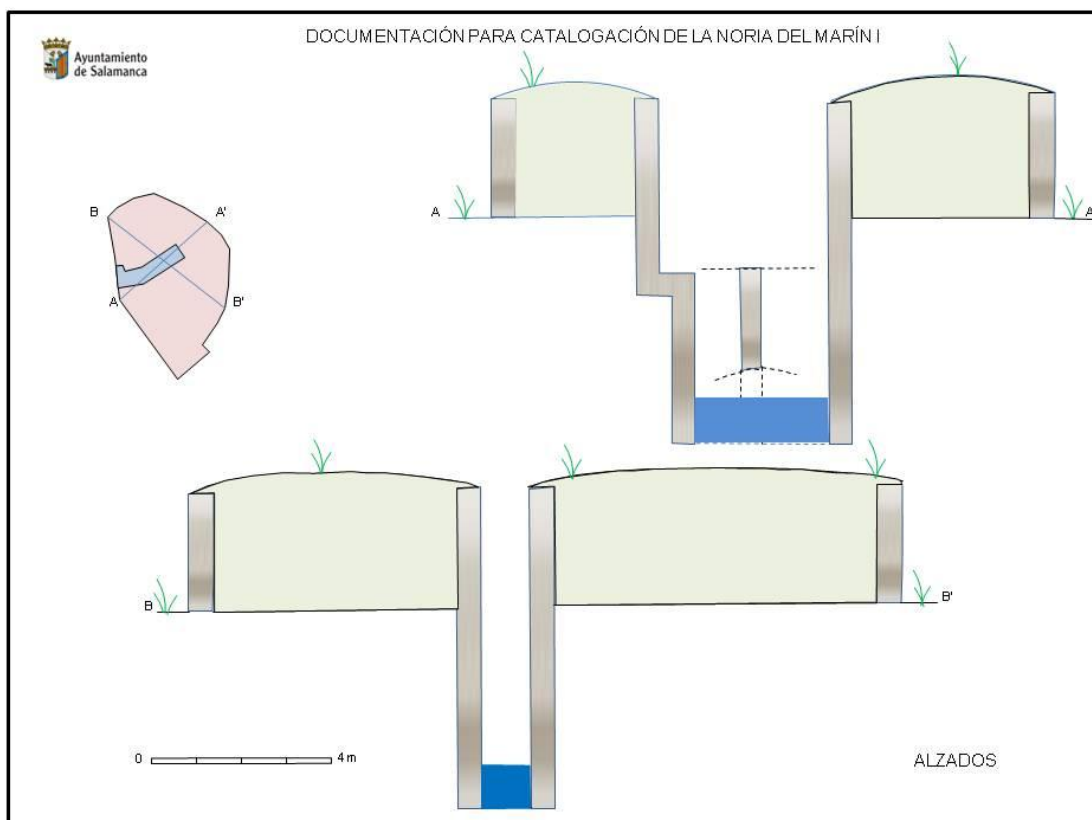 DOCUMENTACIÓN PARA CATALOGACIÓN DE LA NORIA DEL MARÍN I
Ayuntamiento
de Salamanca
B
A'
A
B'
A
A
B
B'
0
4 m
ALZADOS